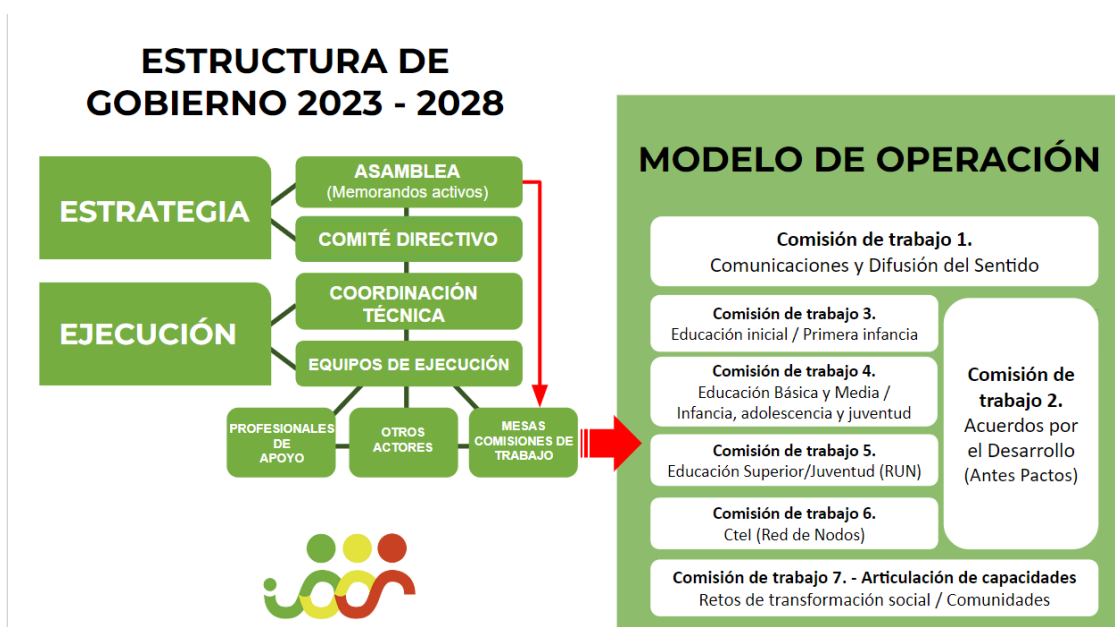 ESTRUCTURA DE
GOBIERNO 2023 - 2028
ESTRATEGIA
ASAMBLEA
(Memorandos activos)
COMITÉ DIRECTIVO
EJECUCIÓN
COORDINACIÓN
TÉCNICA
EQUIPOS DE EJECUCIÓN
PROFESIONALES
DE
APOYO
OTROS
ACTORES
MESAS
COMISIONES DE
TRABAJO
MODELO DE OPERACIÓN
Comisión de trabajo 1.
Comunicaciones y Difusión del Sentido
Comisión de trabajo 3.
Educación inicial / Primera infancia
Comisión de trabajo 4.
Educación Básica y Media /
Infancia, adolescencia y juventud
Comisión de trabajo 5.
Educación Superior/Juventud (RUN)
Comisión de trabajo 6.
CteI (Red de Nodos)
Comisión de
trabajo 2.
Acuerdos por
el Desarrollo
(Antes Pactos)
Comisión de trabajo 7. - Articulación de capacidades
Retos de transformación social / Comunidades